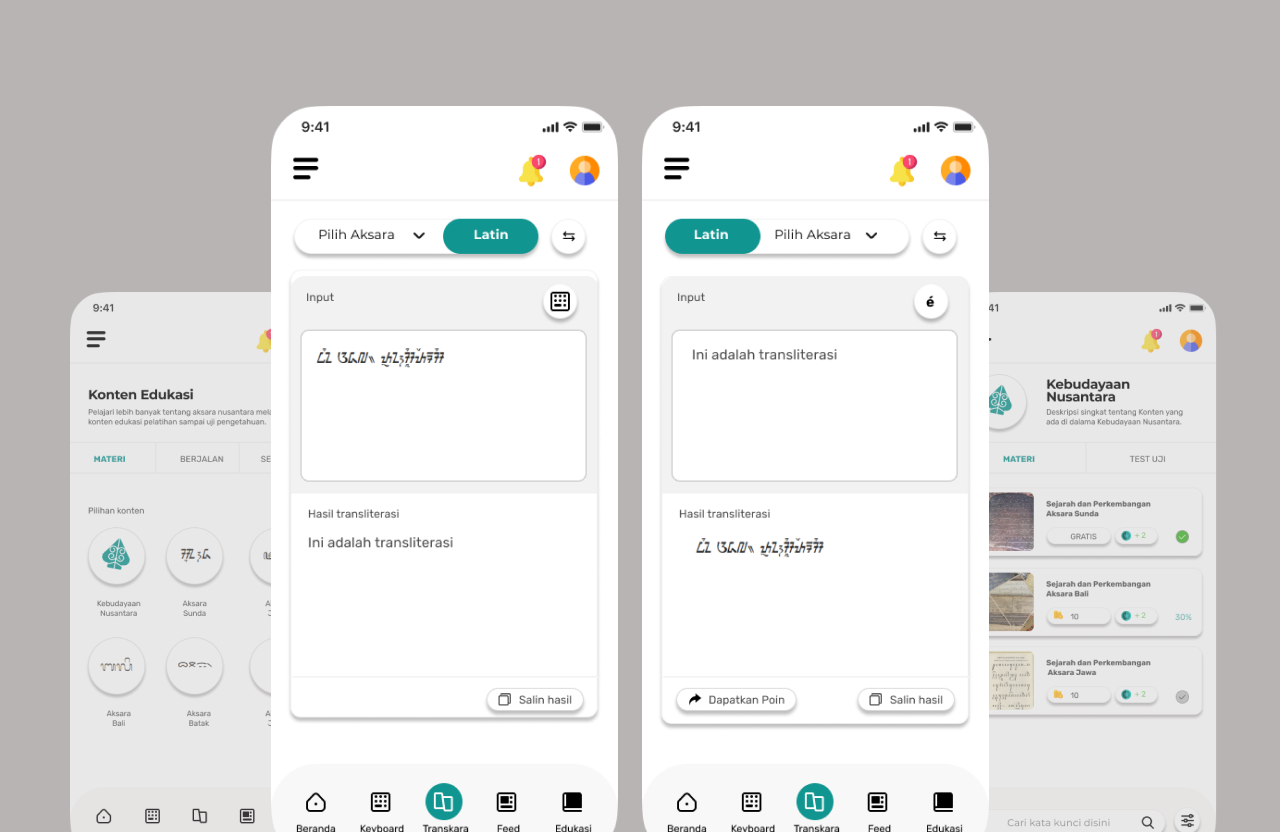 9:41
Konten Edukasi
Pelajari lebih banyak tentang aksara nusantara
konten edukasi pelatihan sampai uji pengetahuan.
MATERI
BERJALAN
Pilihan konten
Kebudayaan
Nusantara
Aksara
Sunda
Aksara
Bali
Aksara
Batak
9:41
1
Pilih Aksara
Latin
Input
Hasil transliterasi
Ini adalah transliterasi
Salin hasil
Beranda
Keyboard
Transkara
Feed
Edukasi
9:41
1
Latin
Pilih Aksara
Input
é
Ini adalah transliterasi
Hasil transliterasi
Dapatkan Poin
Salin hasil
Beranda
Keyboard
Transkara
Feed
Edukasi
:41
1
Kebudayaan
Nusantara
Deskripsi singkat tentang Konten yang
ada di dalama Kebudayaan Nusantara.
MATERI
TEST UJI
Sejarah dan Perkembangan
Aksara Sunda
GRATIS
+ 2
Sejarah dan Perkembangan
Aksara Bali
10
+ 2
30%
Sejarah dan Perkembangan
Aksara Jawa
10
+ 2
Cari kata kunci disini